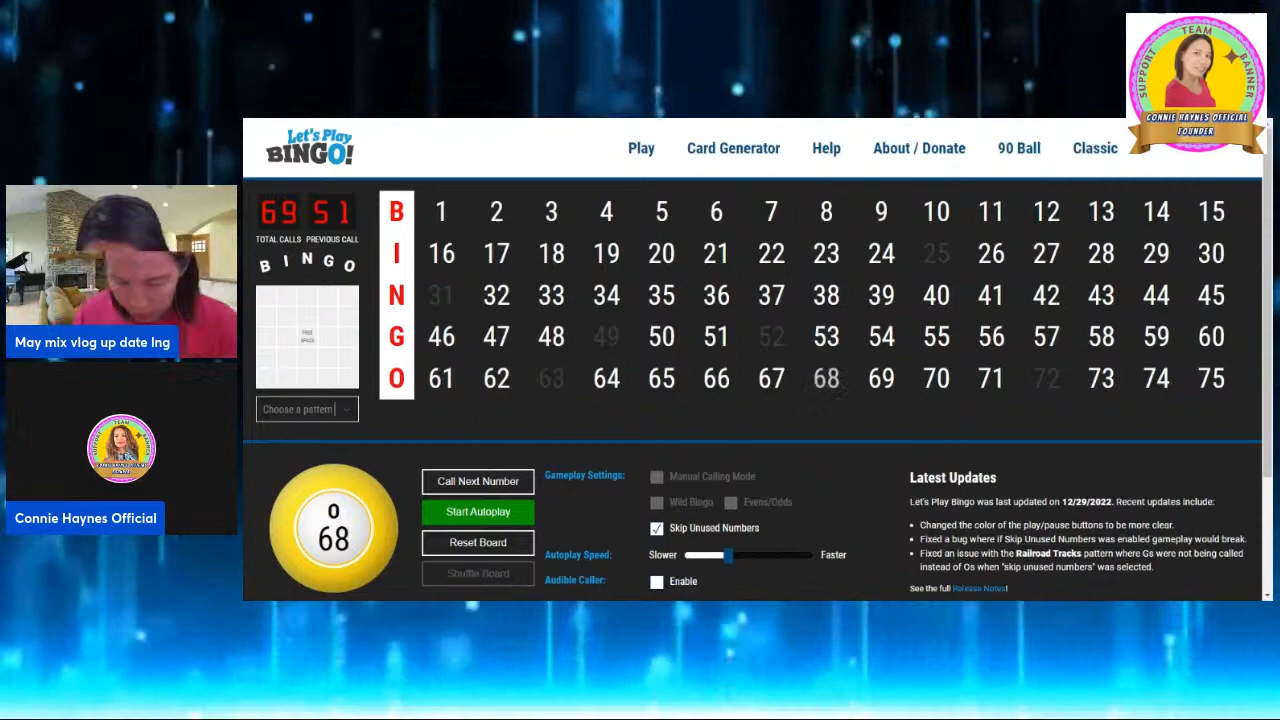 SUPPORT TEAM BANNER
CONNIE HAYNES OFFICIAL
FOUNDER
Let's Play
BINGO!
Play Card Generator Help About / Donate 90 Ball Classic
69 51
TOTAL CALLS PREVIOUS CALL
B I N G O
FREE
SPACE
Choose a pattern
B 1 2 3 4 5 6 7 8 9 10 11 12 13 14 15
I 16 17 18 19 20 21 22 23 24 25 26 27 28 29 30
N 31 32 33 34 35 36 37 38 39 40 41 42 43 44 45
G 46 47 48 49 50 51 52 53 54 55 56 57 58 59 60
O 61 62 63 64 65 66 67 68 69 70 71 72 73 74 75
May mix vlog up date lng
Connie Haynes Official
O
68
Call Next Number
Start Autoplay
Reset Board
Shuffle Board
Gameplay Settings:
Manual Calling Mode
Wild Bingo Evens/Odds
Skip Unused Numbers
Autoplay Speed: Slower Faster
Audible Caller: Enable
Latest Updates
Let's Play Bingo was last updated on 12/29/2022. Recent updates include:
• Changed the color of the play/pause buttons to be more clear.
• Fixed a bug where if Skip Unused Numbers was enabled gameplay would break.
• Fixed an issue with the Railroad Tracks pattern where Gs were not being called
instead of Os when "skip unused numbers" was selected.
See the full Release Notes!